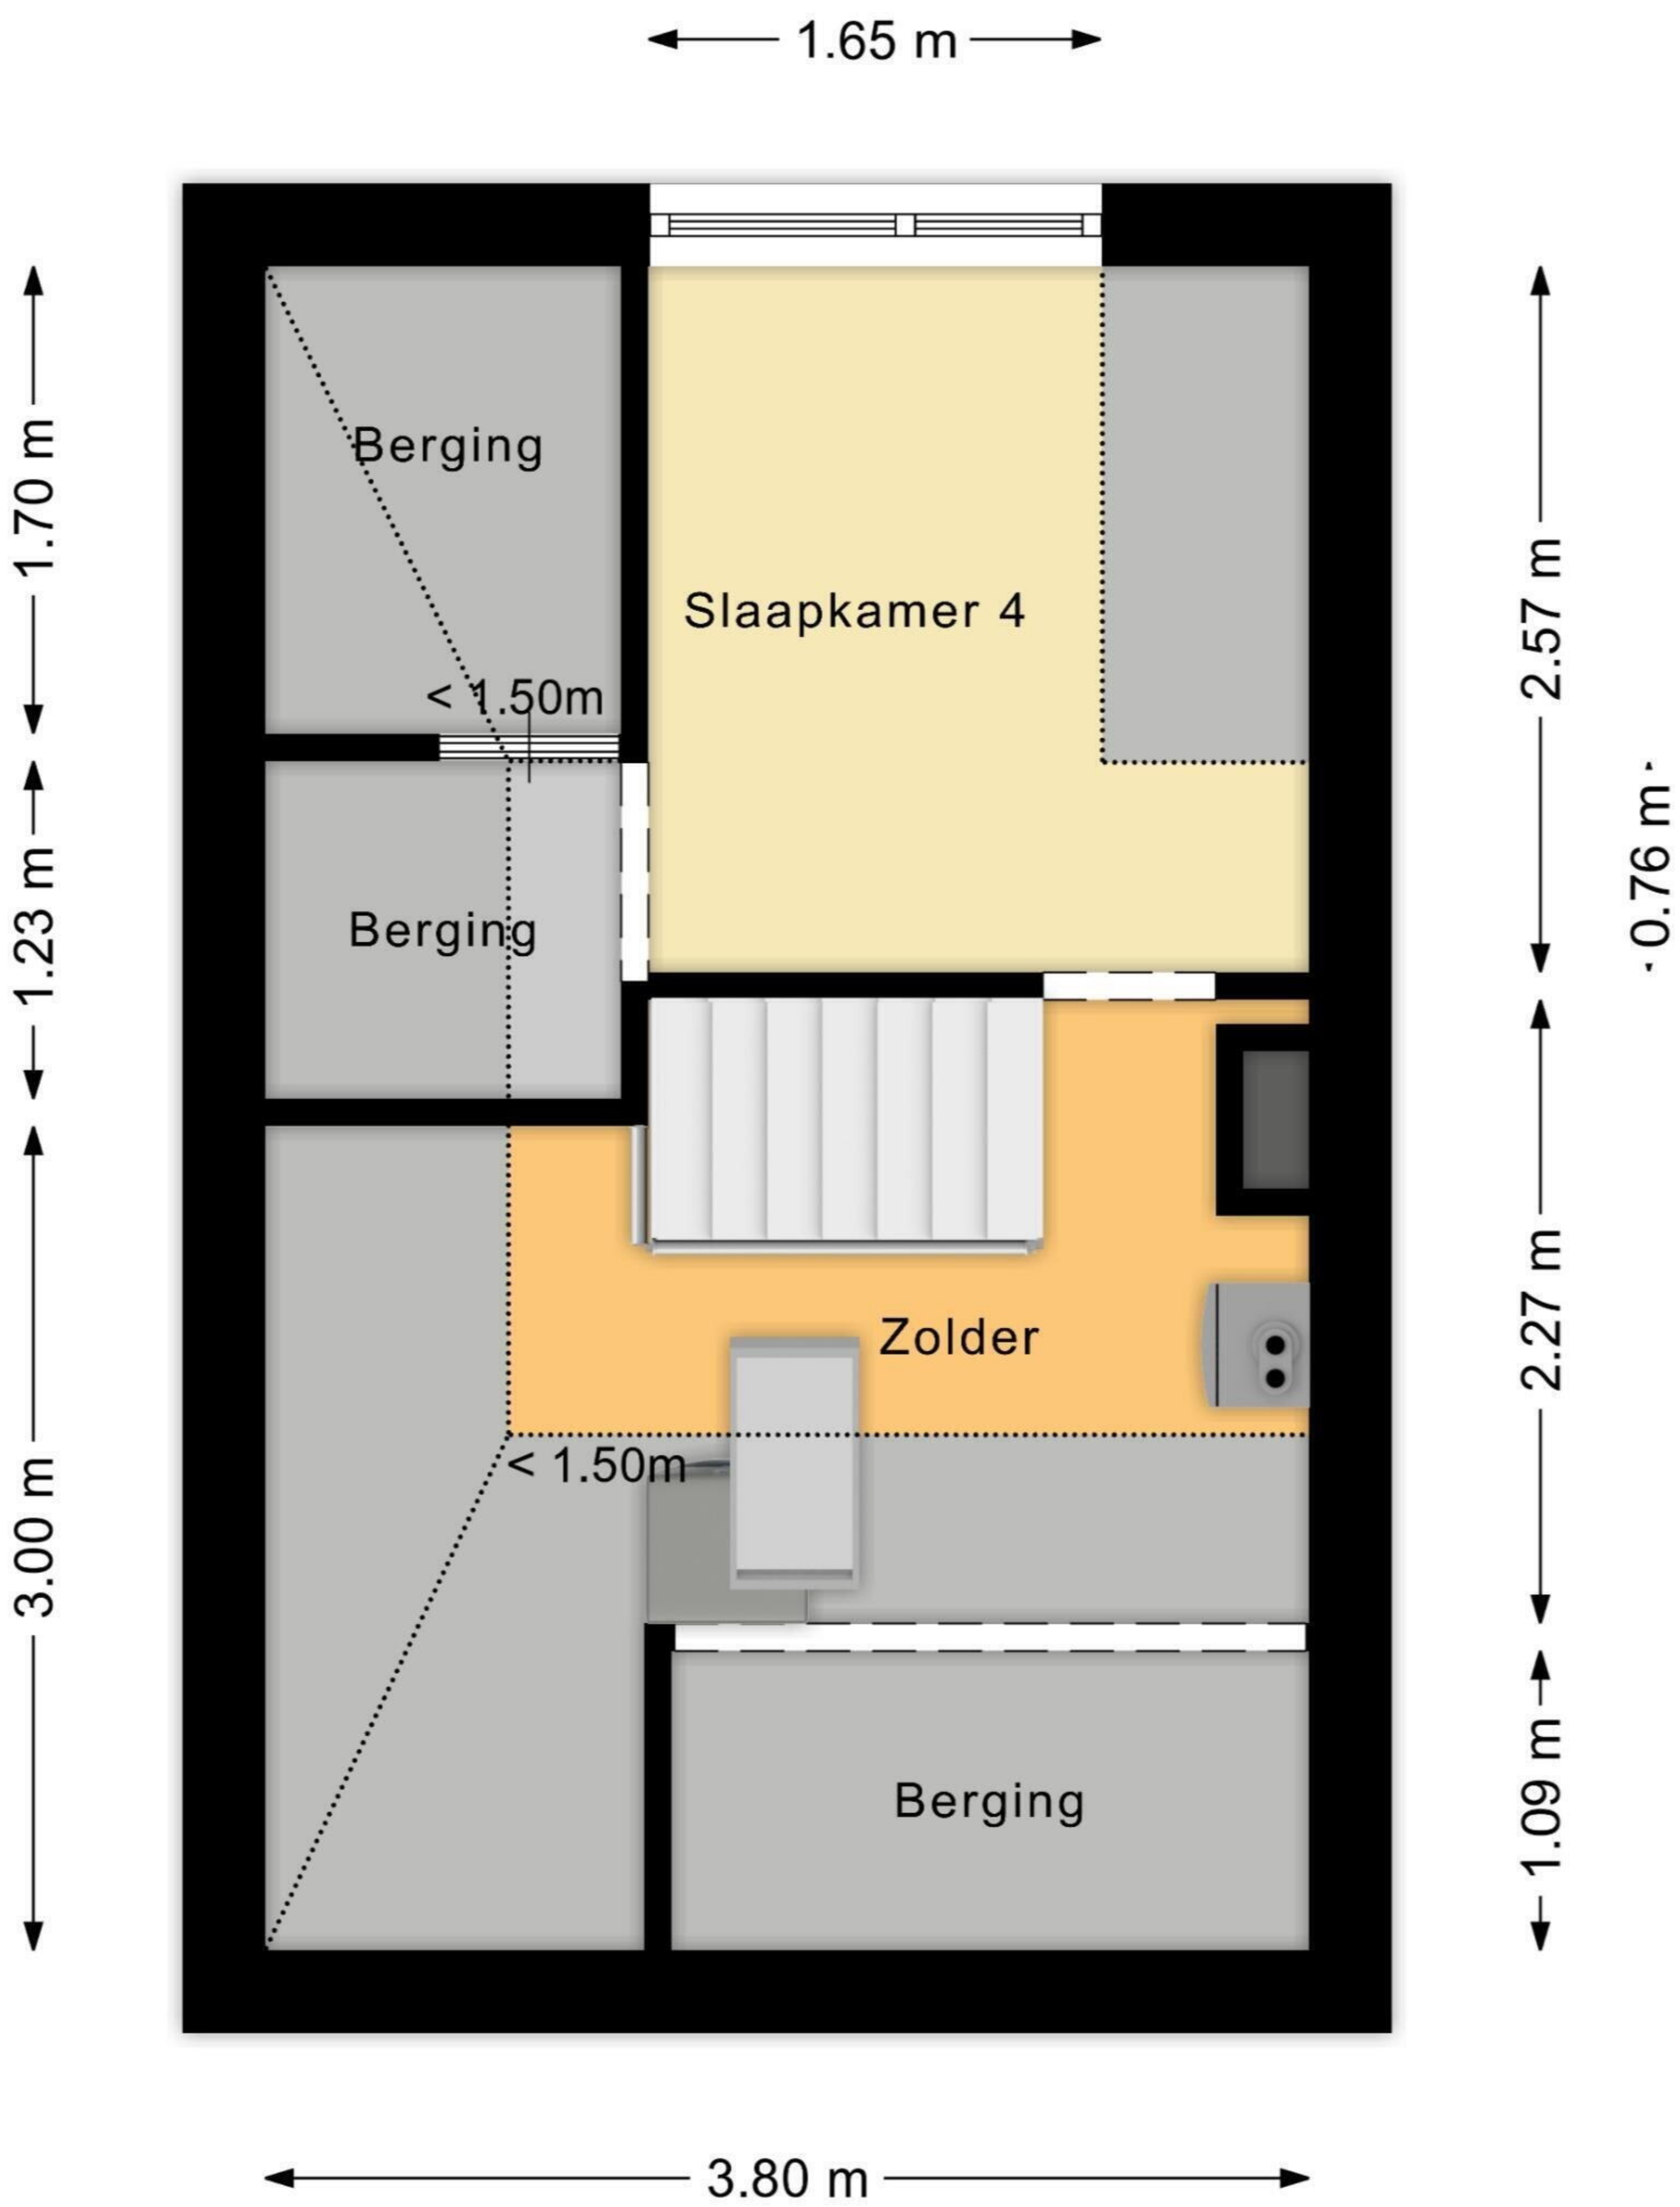 1.65 m
Berging
1.70 m
Slaapkamer 4
2.57 m
< 1.50m
0.76 m
1.23 m
Berging
Zolder
2.27 m
< 1.50m
3.00 m
Berging
1.09 m
3.80 m